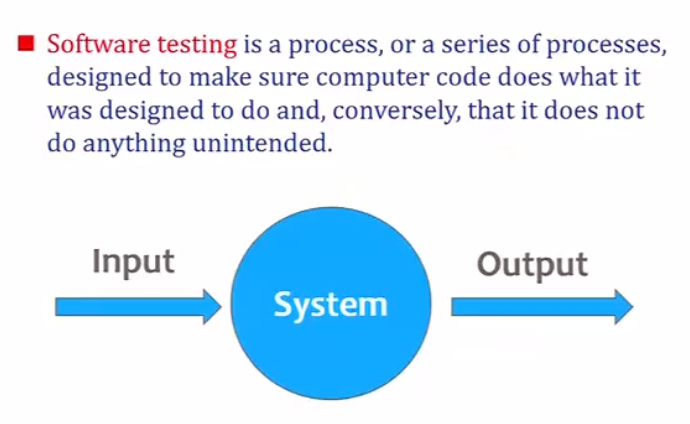 Software testing is a process, or a series of processes,
designed to make sure computer code does what it
was designed to do and, conversely, that it does not
do anything unintended.
Input
System
Output